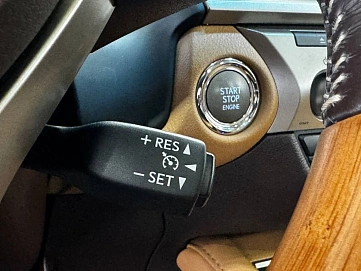 START
STOP
ENGINE
+ RES ▲
− SET ▼